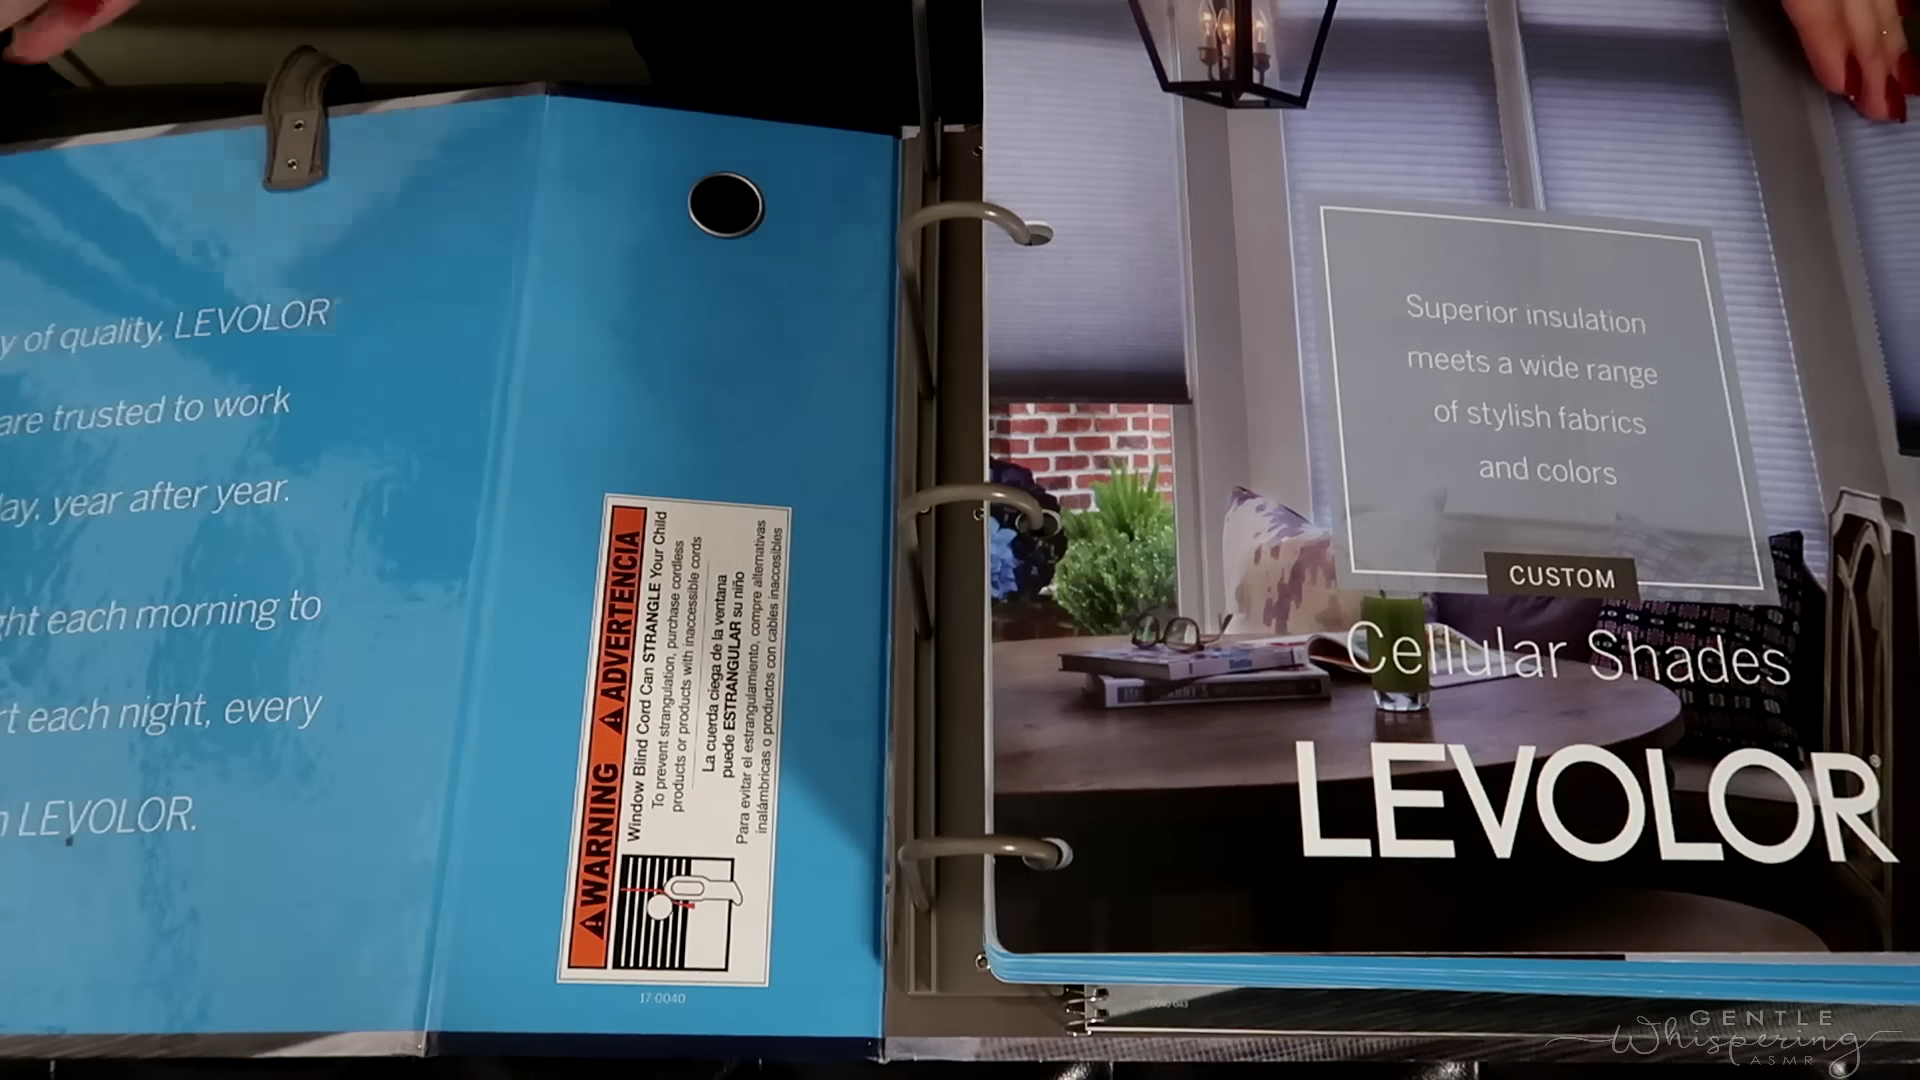 y of quality, LEVOLOR
are trusted to work
ay, year after year.
ht each morning to
t each night, every
LEVOLOR.
WARNING ADVERTENCIA
Window Blind Cord Can STRANGLE Your Child
To prevent strangulation, purchase cordless
products or products with inaccessible cords
La cuerda ciega de la ventana
puede ESTRANGULAR su niño
Para evitar el estrangulamiento, compre alternativas
inalámbricas o productos con cables inaccesibles
17 0040
Superior insulation
meets a wide range
of stylish fabrics
and colors
CUSTOM
Cellular Shades
LEVOLOR®
GENTLE
Whispering
ASMR